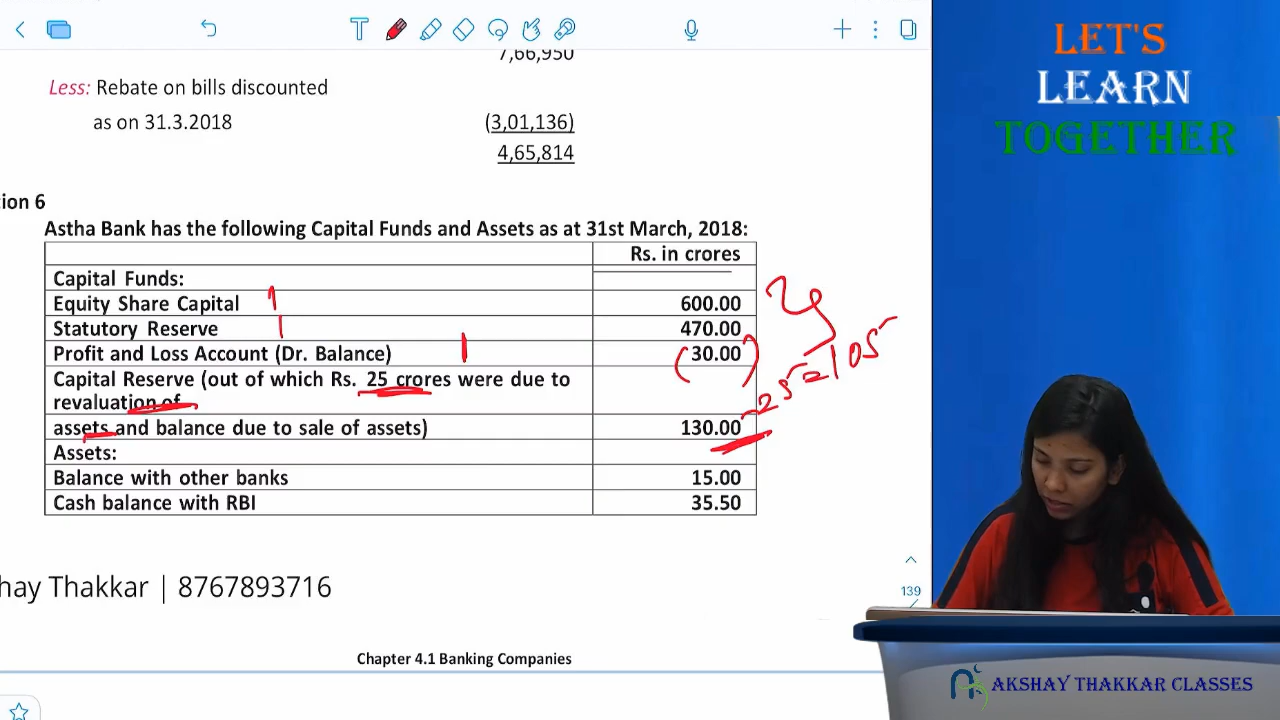 7,66,950
Less: Rebate on bills discounted
as on 31.3.2018 (3,01,136)
4,65,814
tion 6
Astha Bank has the following Capital Funds and Assets as at 31st March, 2018:
Rs. in crores
Capital Funds:
Equity Share Capital 600.00
Statutory Reserve 470.00
Profit and Loss Account (Dr. Balance) (30.00)
Capital Reserve (out of which Rs. 25 crores were due to
revaluation of
assets and balance due to sale of assets) 130.00 -25=105
Assets:
Balance with other banks 15.00
Cash balance with RBI 35.50
hay Thakkar | 8767893716
139
Chapter 4.1 Banking Companies
LET'S
LEARN
TOGETHER
AKSHAY THAKKAR CLASSES